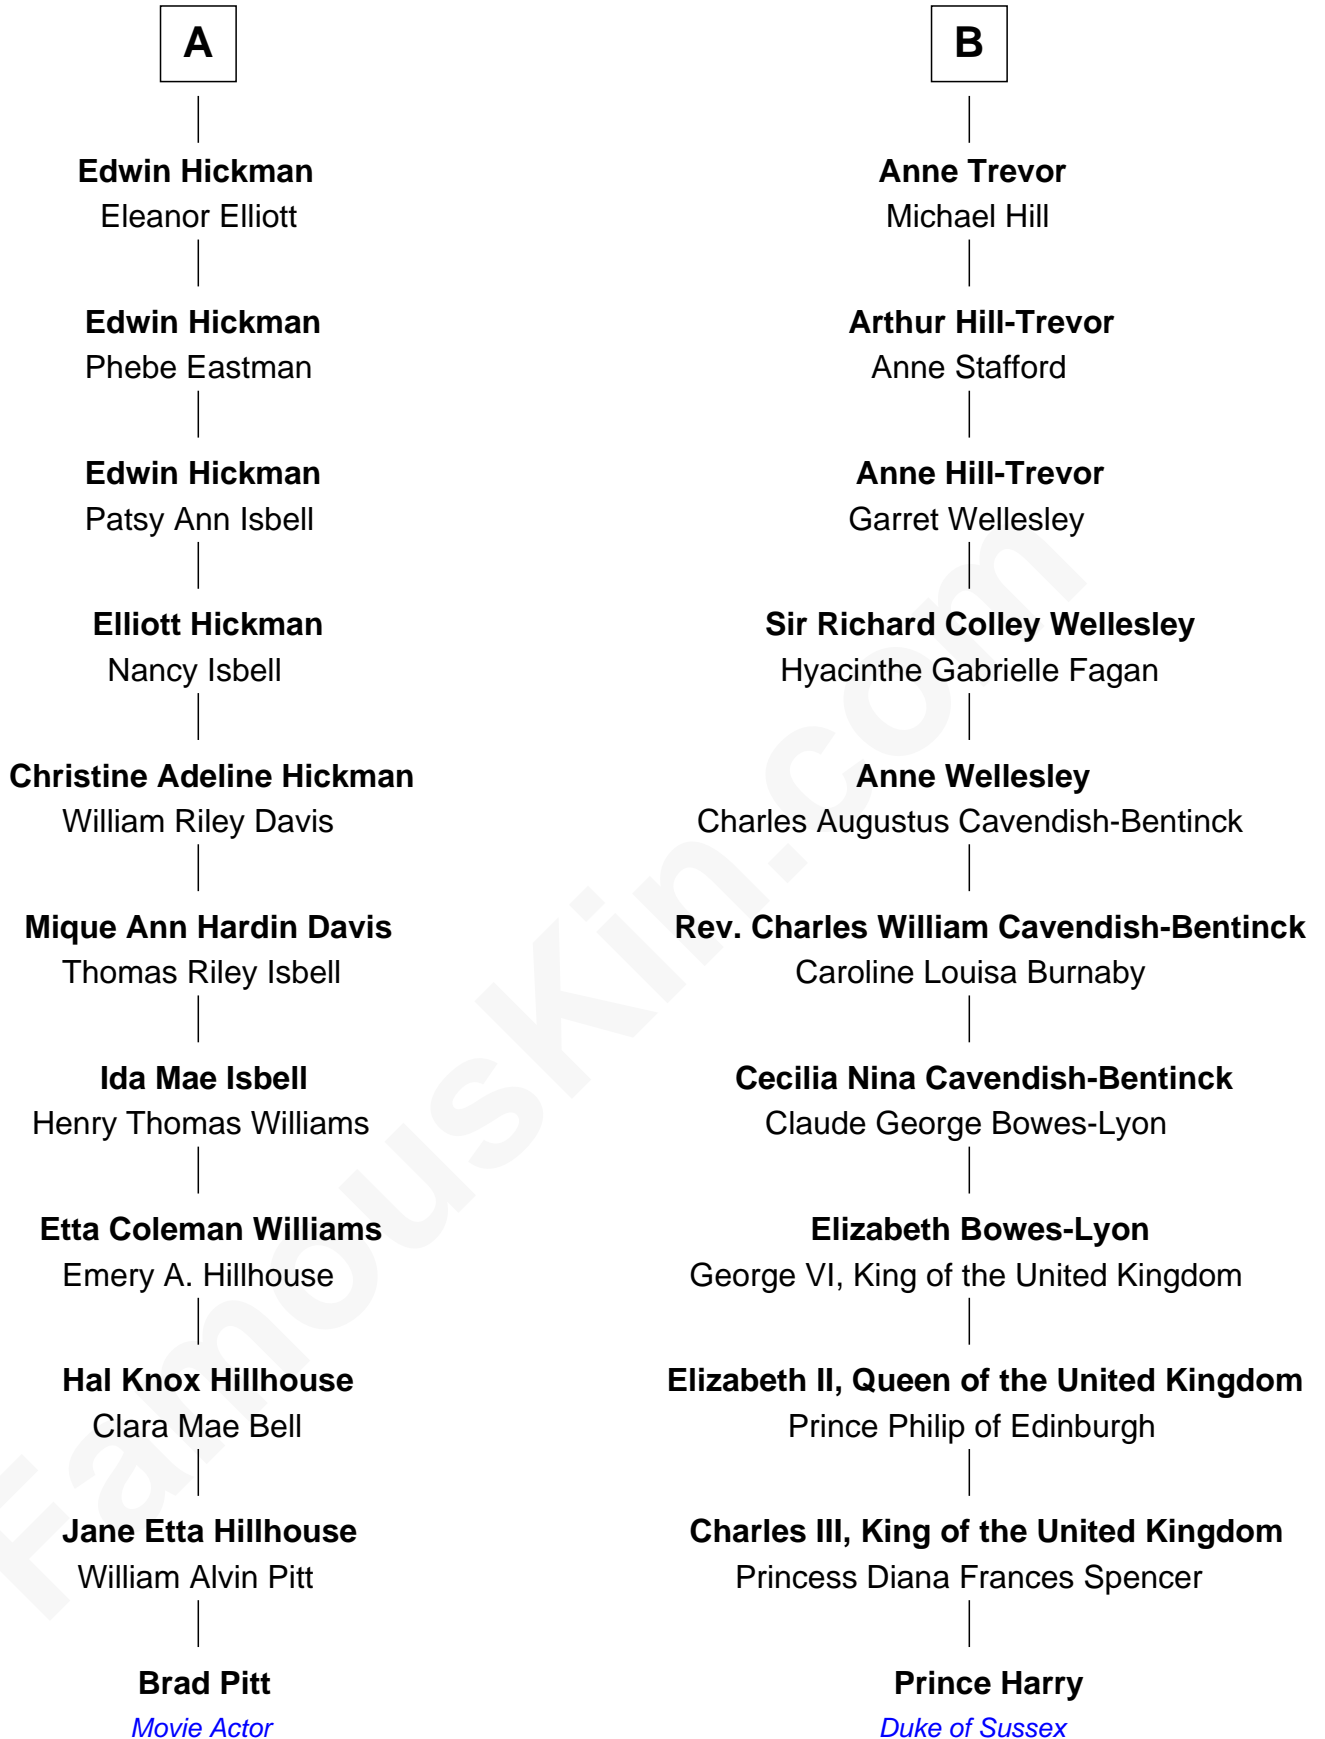 A
Edwin Hickman
Eleanor Elliott
Edwin Hickman
Phebe Eastman
Edwin Hickman
Patsy Ann Isbell
Elliott Hickman
Nancy Isbell
Christine Adeline Hickman
William Riley Davis
Mique Ann Hardin Davis
Thomas Riley Isbell
Ida Mae Isbell
Henry Thomas Williams
Etta Coleman Williams
Emery A. Hillhouse
Hal Knox Hillhouse
Clara Mae Bell
Jane Etta Hillhouse
William Alvin Pitt
Brad Pitt
Movie Actor
B
Anne Trevor
Michael Hill
Arthur Hill-Trevor
Anne Stafford
Anne Hill-Trevor
Garret Wellesley
Sir Richard Colley Wellesley
Hyacinthe Gabrielle Fagan
Anne Wellesley
Charles Augustus Cavendish-Bentinck
Rev. Charles William Cavendish-Bentinck
Caroline Louisa Burnaby
Cecilia Nina Cavendish-Bentinck
Claude George Bowes-Lyon
Elizabeth Bowes-Lyon
George VI, King of the United Kingdom
Elizabeth II, Queen of the United Kingdom
Prince Philip of Edinburgh
Charles III, King of the United Kingdom
Princess Diana Frances Spencer
Prince Harry
Duke of Sussex
FamousKin.com